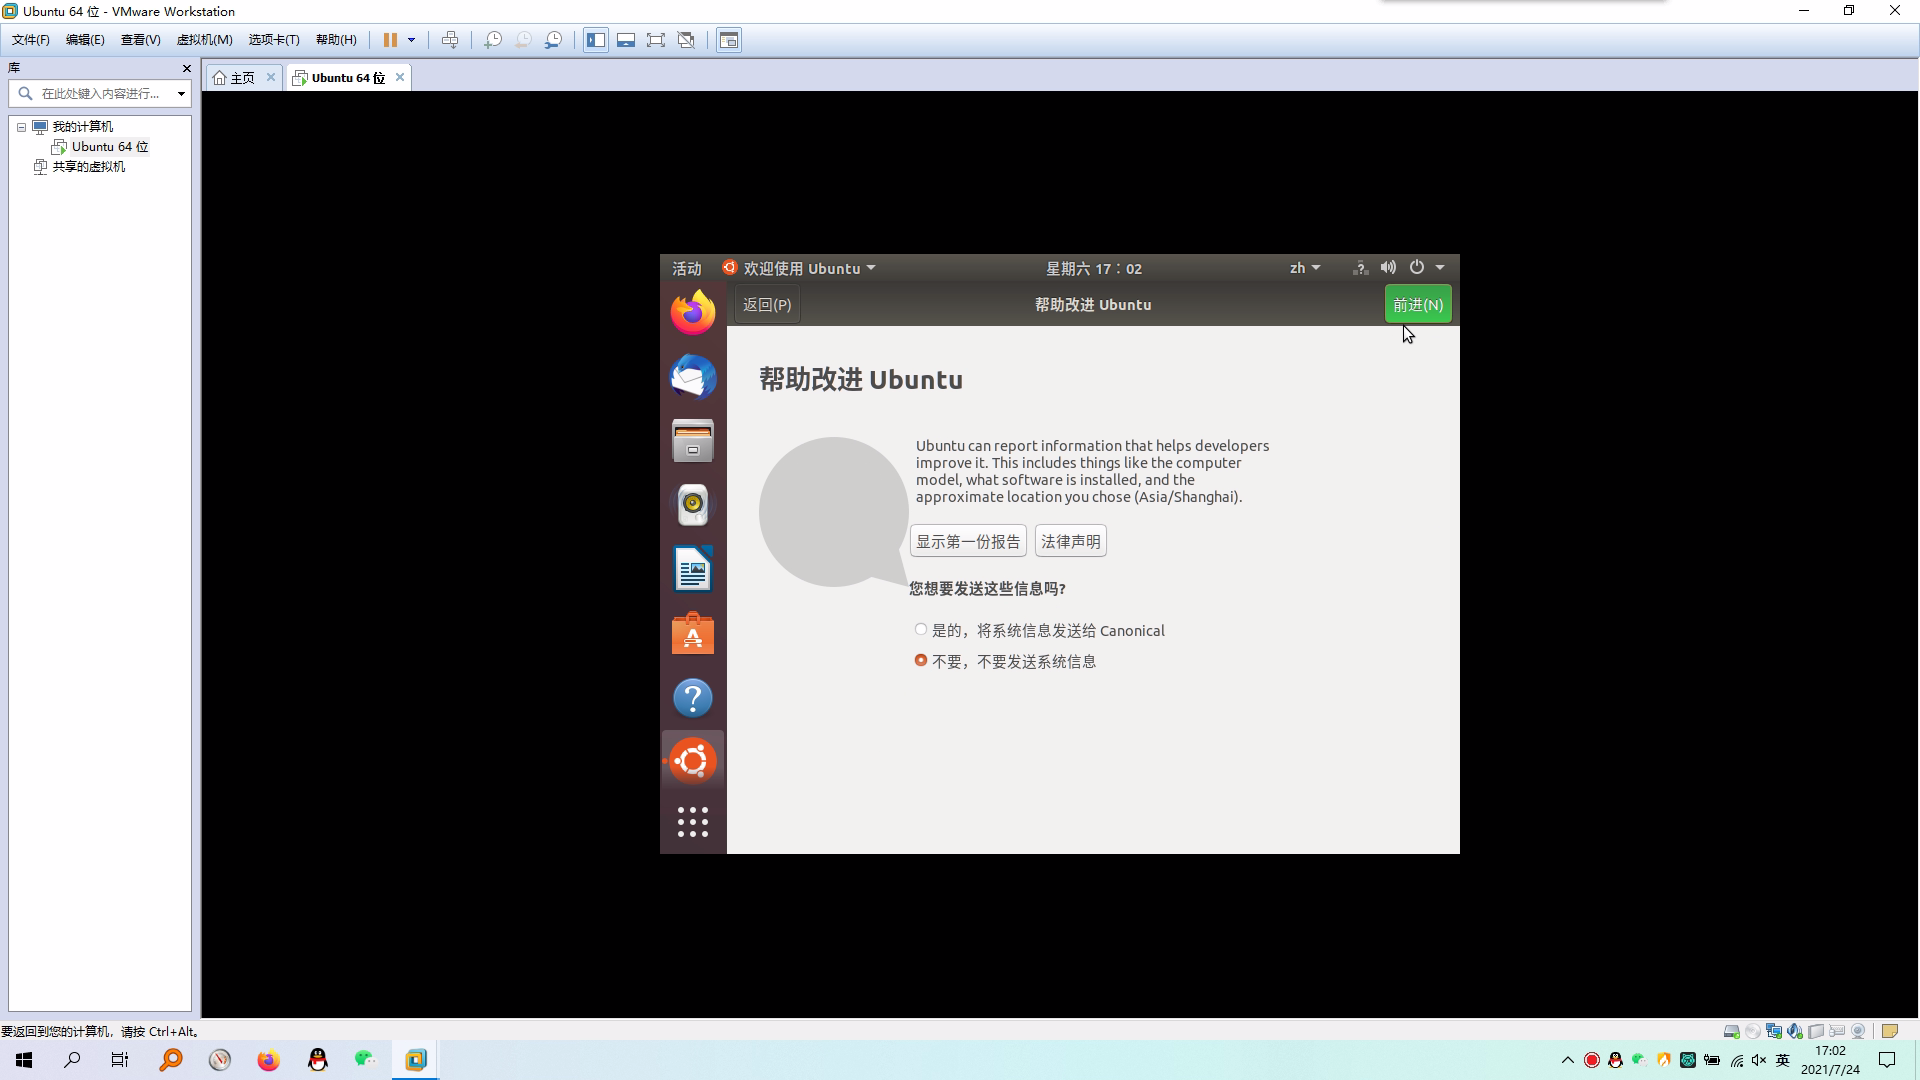 Ubuntu 64 位 - VMware Workstation
文件(F) 编辑(E) 查看(V) 虚拟机(M) 选项卡(T) 帮助(H)
库
主页
Ubuntu 64 位
在此处键入内容进行...
我的计算机
Ubuntu 64 位
共享的虚拟机
活动 欢迎使用 Ubuntu 星期六 17：02 zh
返回(P) 帮助改进 Ubuntu 前进(N)
帮助改进 Ubuntu
Ubuntu can report information that helps developers
improve it. This includes things like the computer
model, what software is installed, and the
approximate location you chose (Asia/Shanghai).
显示第一份报告 法律声明
您想要发送这些信息吗?
是的，将系统信息发送给 Canonical
不要，不要发送系统信息
要返回到您的计算机，请按 Ctrl+Alt。
英
17:02
2021/7/24